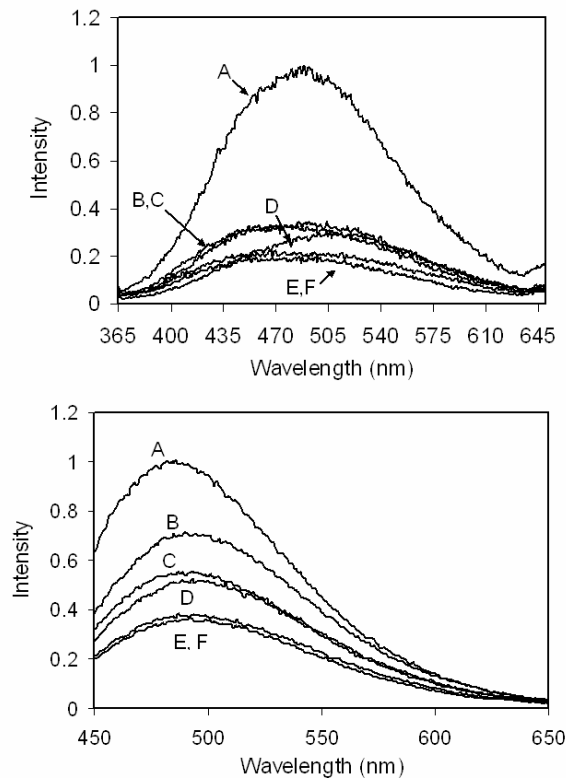 1.2
1
0.8
0.6
0.4
0.2
0
Intensity
A
B,C
D
E,F
365 400 435 470 505 540 575 610 645
Wavelength (nm)
1.2
1
0.8
0.6
0.4
0.2
0
Intensity
A
B
C
D
E, F
450 500 550 600 650
Wavelength (nm)